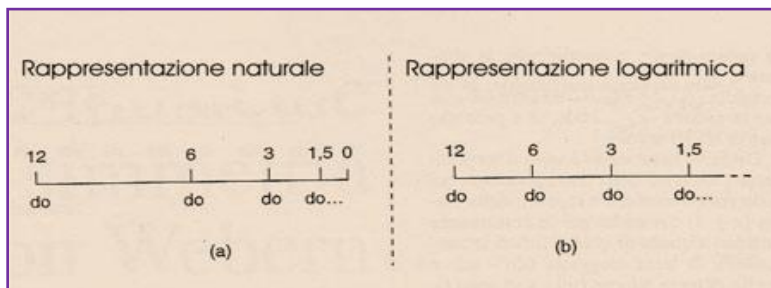 Rappresentazione naturale
12 6 3 1,5 0
do do do do...
(a)
Rappresentazione logaritmica
12 6 3 1,5
do do do do...
(b)